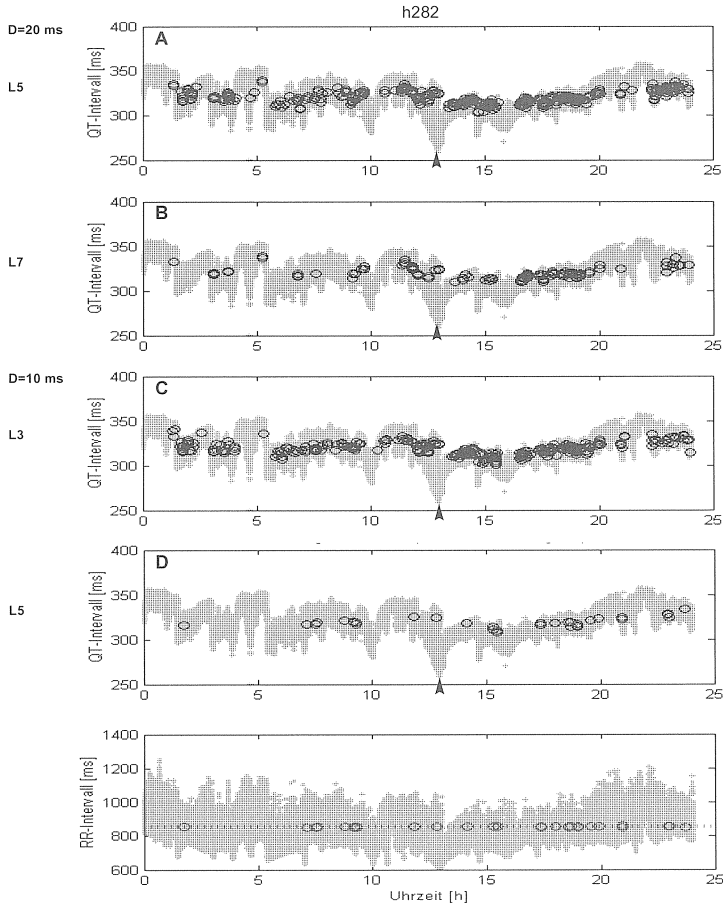 h282
D=20 ms
L5
A
QT-Intervall [ms]
400
350
300
250
0 5 10 15 20 25
L7
B
QT-Intervall [ms]
400
350
300
250
0 5 10 15 20 25
D=10 ms
L3
C
QT-Intervall [ms]
400
350
300
250
0 5 10 15 20 25
L5
D
QT-Intervall [ms]
400
350
300
250
0 5 10 15 20 25
RR-Intervall [ms]
1400
1200
1000
800
600
0 5 10 15 20 25
Uhrzeit [h]